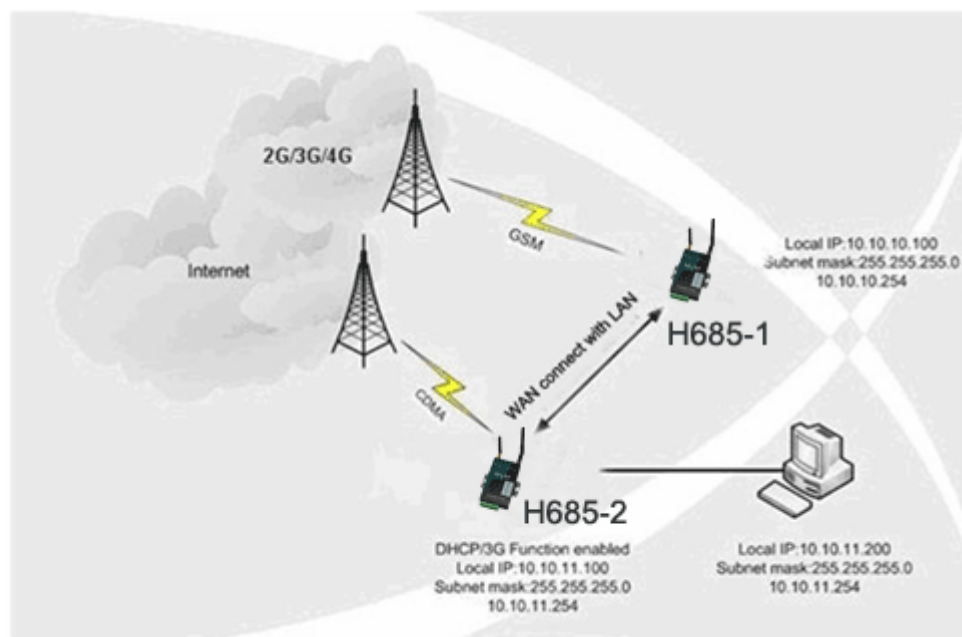 2G/3G/4G
Internet
GSM
Local IP:10.10.10.100
Subnet mask:255.255.255.0
10.10.10.254
H685-1
WAN connect with LAN
CDMA
H685-2
DHCP/3G Function enabled
Local IP:10.10.11.100
Subnet mask:255.255.255.0
10.10.11.254
Local IP:10.10.11.200
Subnet mask:255.255.255.0
10.10.11.254